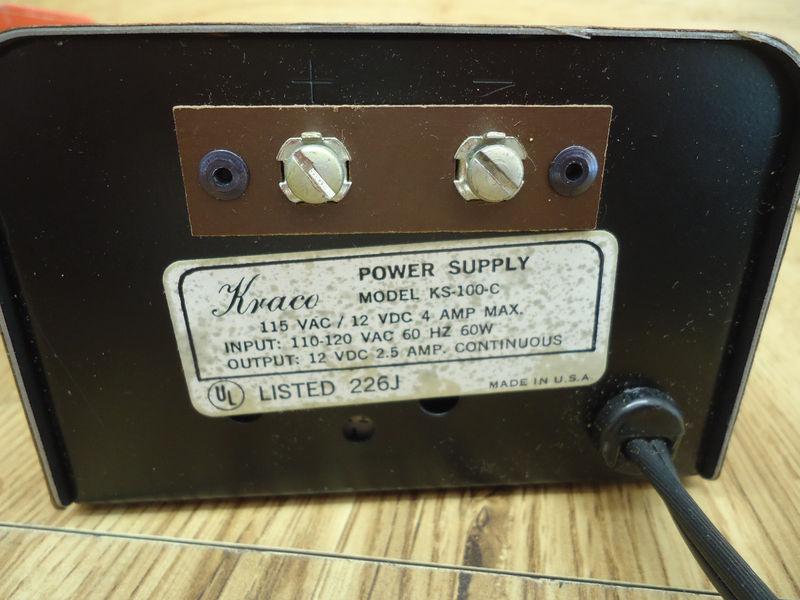 + −
Kraco POWER SUPPLY
MODEL KS-100-C
115 VAC / 12 VDC 4 AMP MAX.
INPUT: 110-120 VAC 60 HZ 60W
OUTPUT: 12 VDC 2.5 AMP. CONTINUOUS
UL LISTED 226J MADE IN U.S.A.